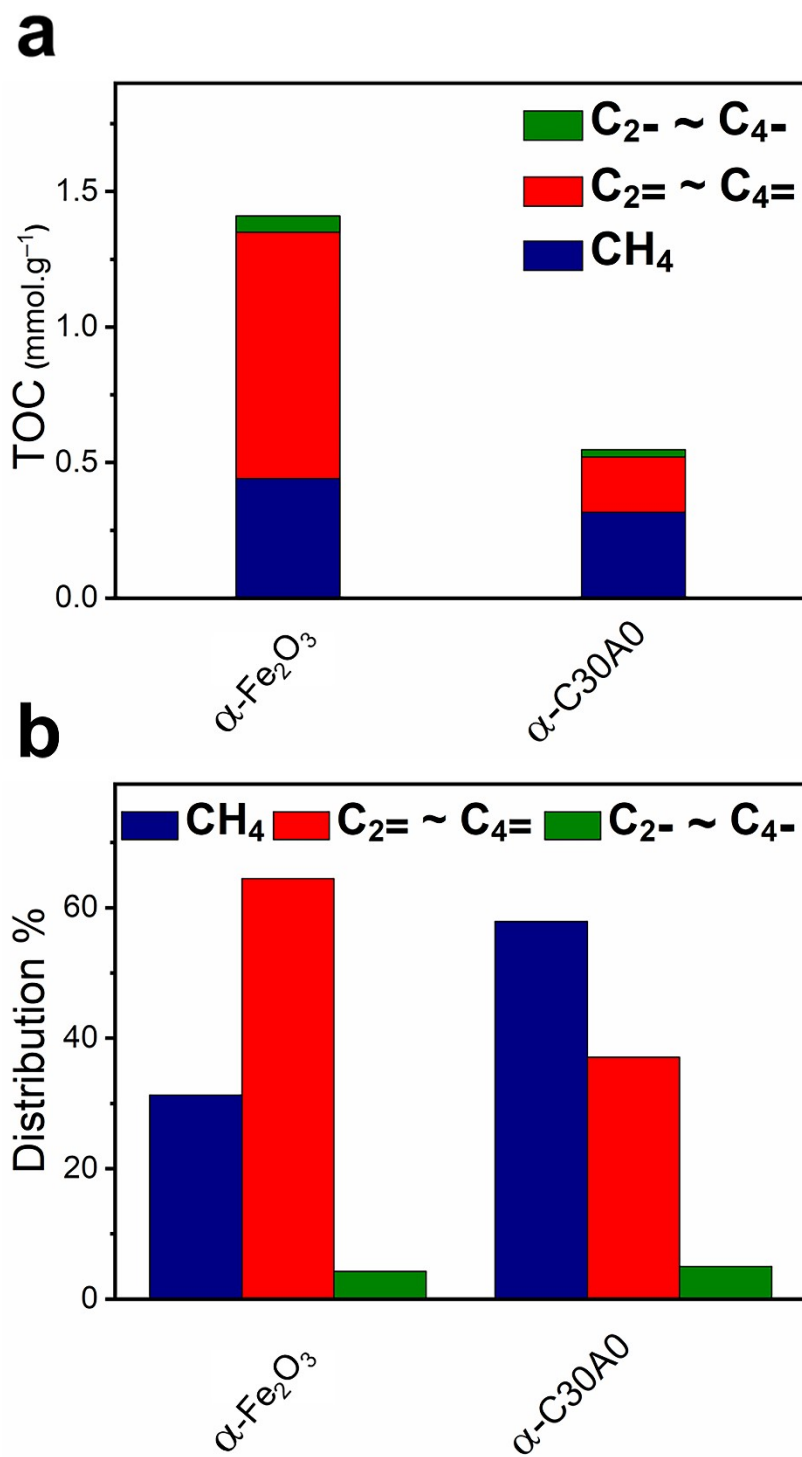 a
C₂- ~ C₄-
C₂= ~ C₄=
CH₄
TOC (mmol.g⁻¹)
1.5
1.0
0.5
0.0
α-Fe₂O₃
α-C30A0
b
CH₄ C₂= ~ C₄= C₂- ~ C₄-
Distribution %
60
40
20
0
α-Fe₂O₃
α-C30A0